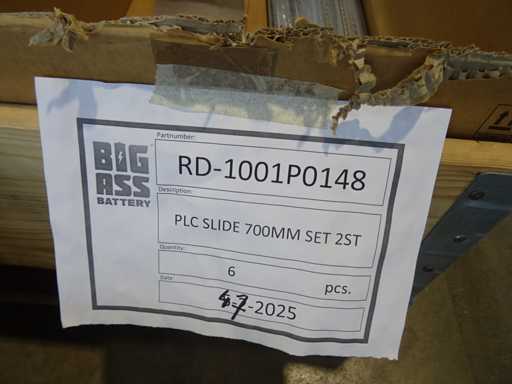 BIG
ASS
BATTERY
Partnumber:
RD-1001P0148
Description:
PLC SLIDE 700MM SET 2ST
Quantity:
6 pcs.
Date:
-2025